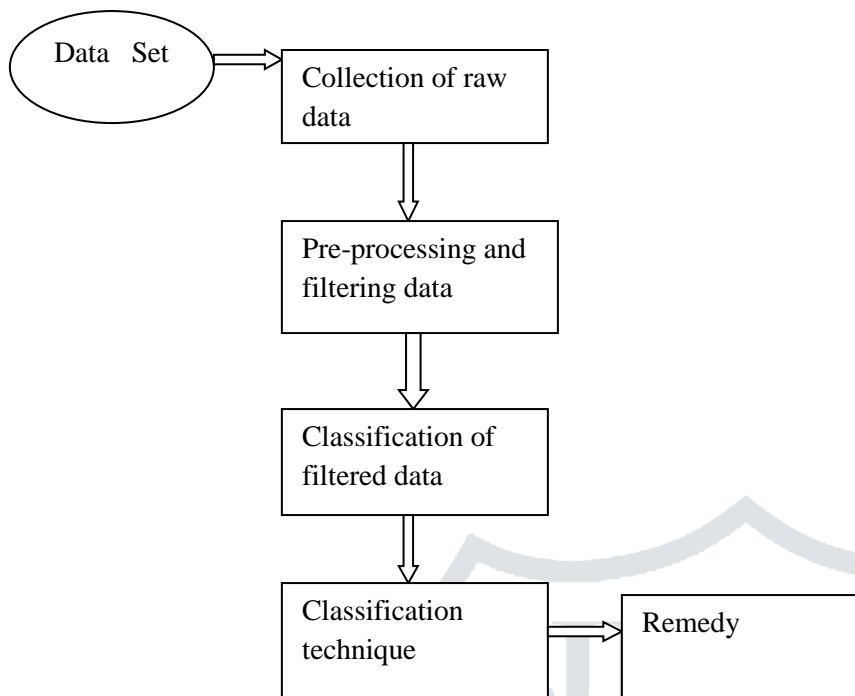 Data Set
Collection of raw
data
Pre-processing and
filtering data
Classification of
filtered data
Classification
technique
Remedy